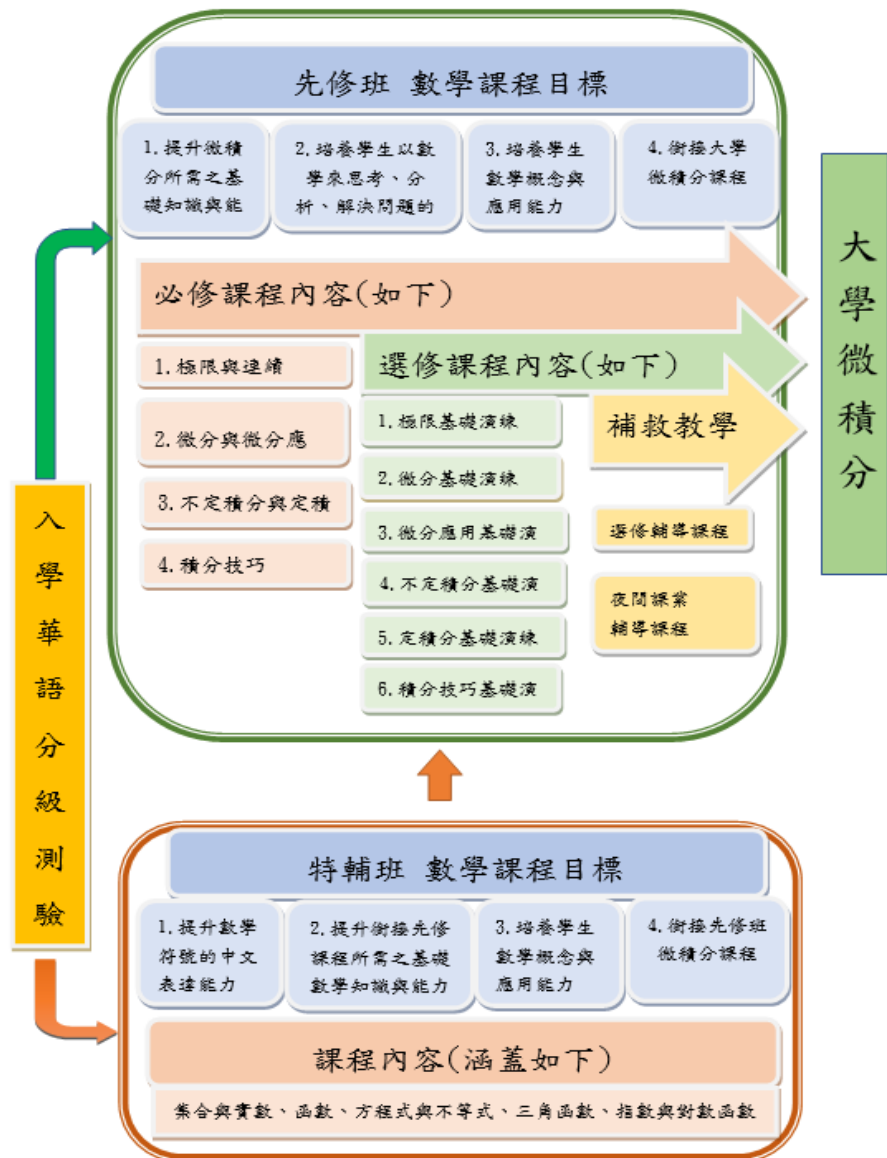 先修班 數學課程目標
1.提升微積
分所需之基
礎知識與能
2.培養學生以數
學來思考、分
析、解決問題的
3.培養學生
數學概念與
應用能力
4.銜接大學
微積分課程
必修課程內容(如下)
1.極限與連續
2.微分與微分應
3.不定積分與定積
4.積分技巧
選修課程內容(如下)
1.極限基礎演練
2.微分基礎演練
3.微分應用基礎演
4.不定積分基礎演
5.定積分基礎演練
6.積分技巧基礎演
補救教學
選修輔導課程
夜間課業
輔導課程
大學微積分
入學華語分級測驗
特輔班 數學課程目標
1.提升數學
符號的中文
表達能力
2.提升銜接先修
課程所需之基礎
數學知識與能力
3.培養學生
數學概念與
應用能力
4.銜接先修班
微積分課程
課程內容(涵蓋如下)
集合與實數、函數、方程式與不等式、三角函數、指數與對數函數